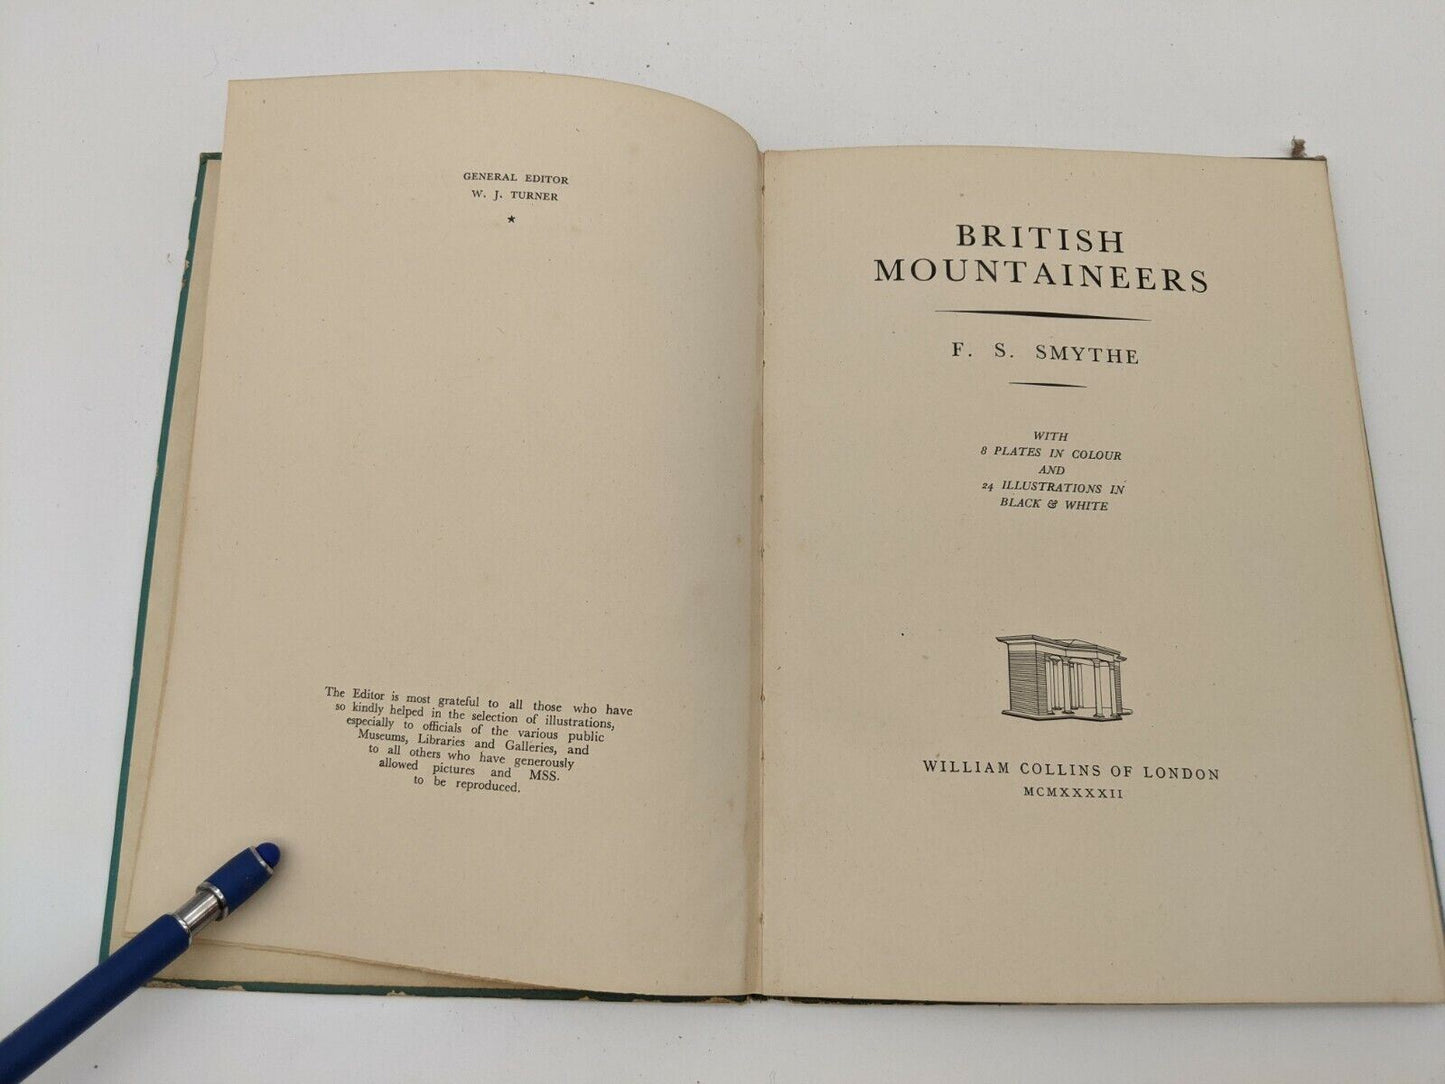 GENERAL EDITOR
W. J. TURNER
★
The Editor is most grateful to all those who have
so kindly helped in the selection of illustrations,
especially to officials of the various public
Museums, Libraries and Galleries, and
to all others who have generously
allowed pictures and MSS.
to be reproduced.
BRITISH
MOUNTAINEERS
F. S. SMYTHE
WITH
8 PLATES IN COLOUR
AND
24 ILLUSTRATIONS IN
BLACK & WHITE
WILLIAM COLLINS OF LONDON
MCMXXXXII